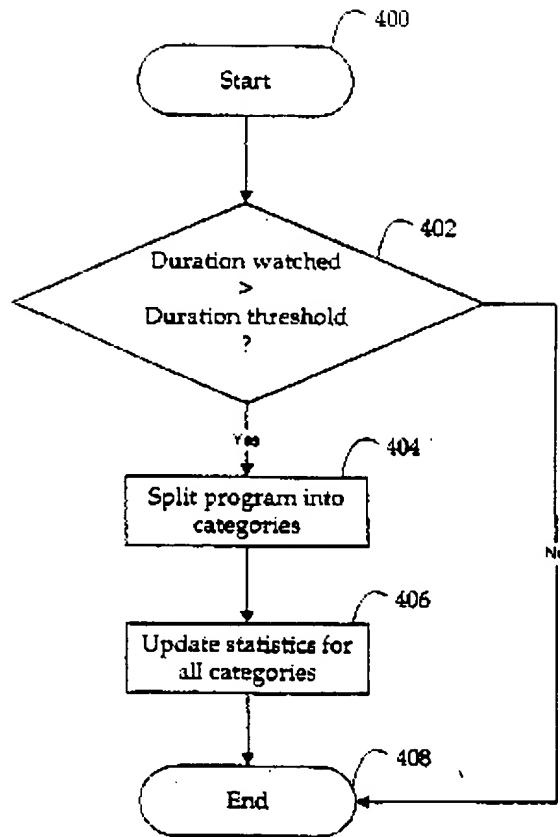 400
Start
402
Duration watched
>
Duration threshold
?
Yes
404
Split program into
categories
No
406
Update statistics for
all categories
408
End